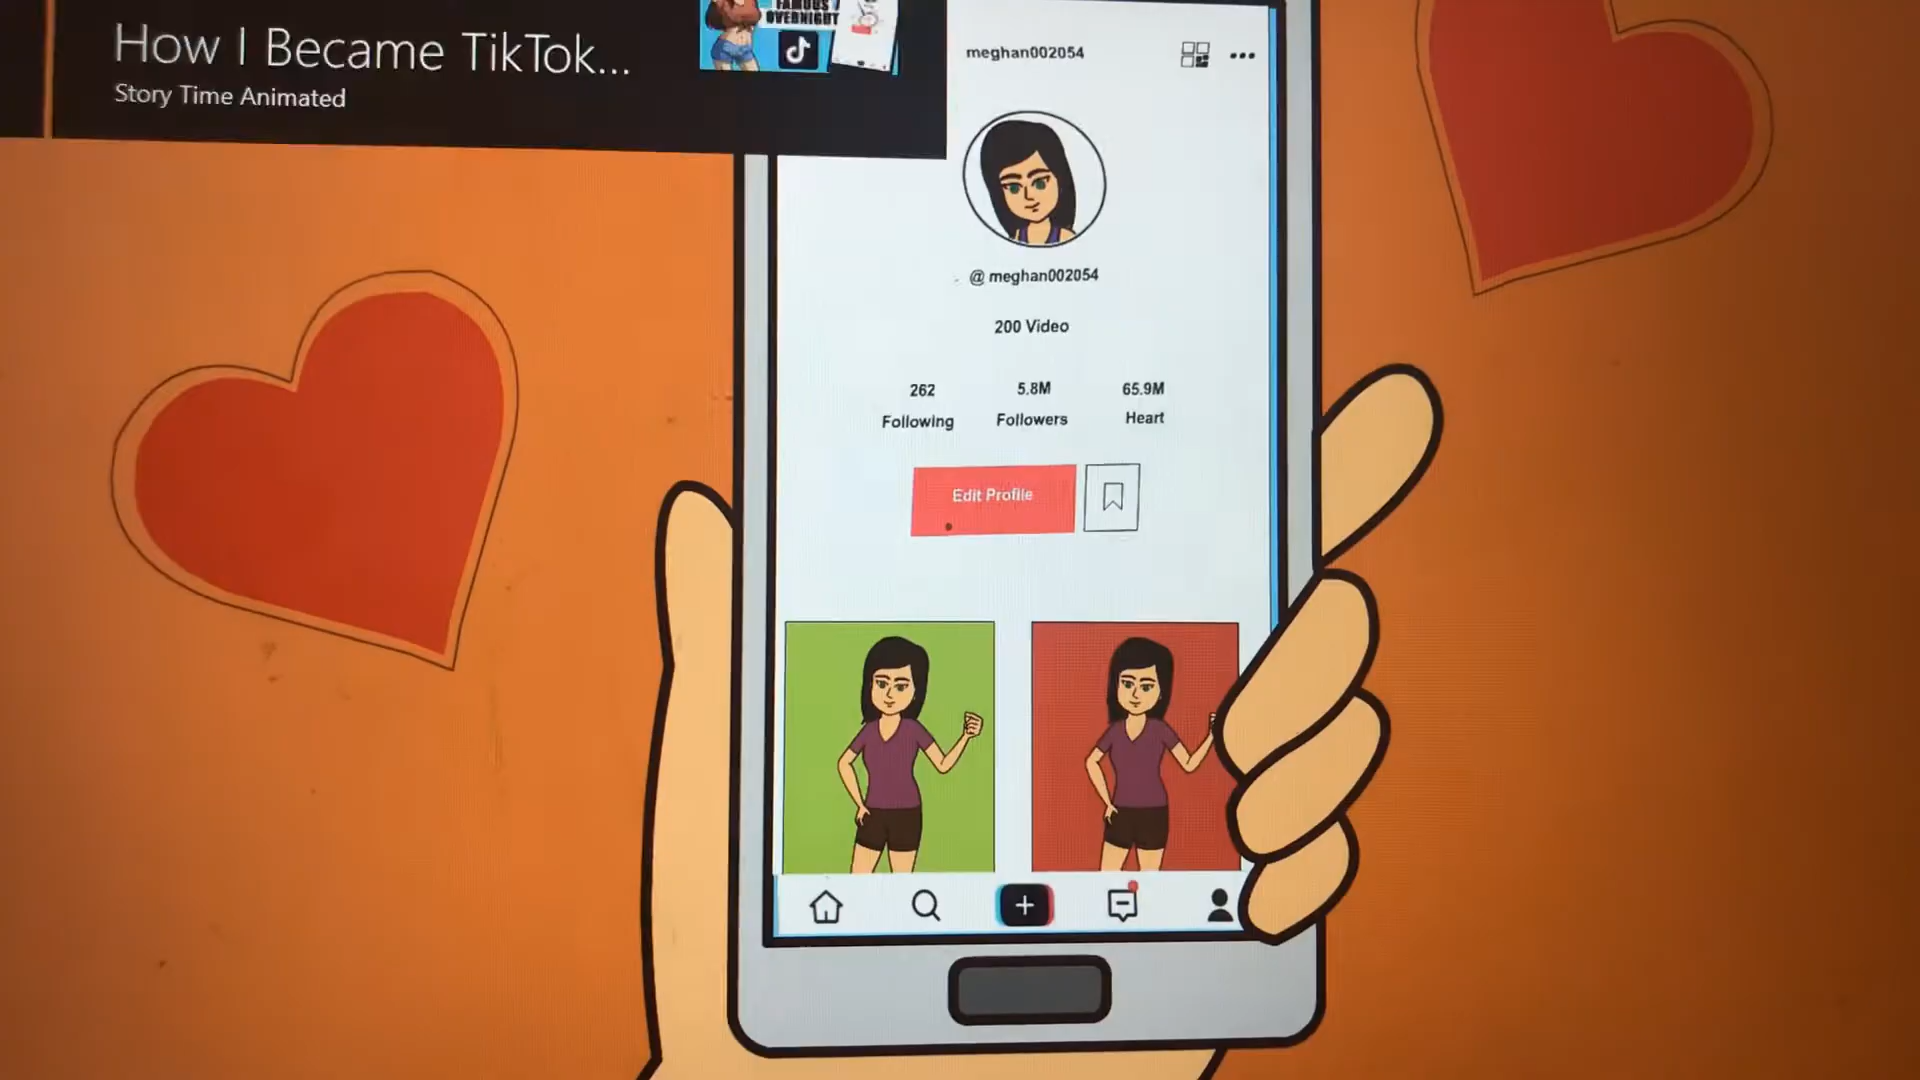 How I Became TikTok...
Story Time Animated
FAMOUS
OVERNIGHT
meghan002054
@ meghan002054
200 Video
262
5.8M
65.9M
Following
Followers
Heart
Edit Profile